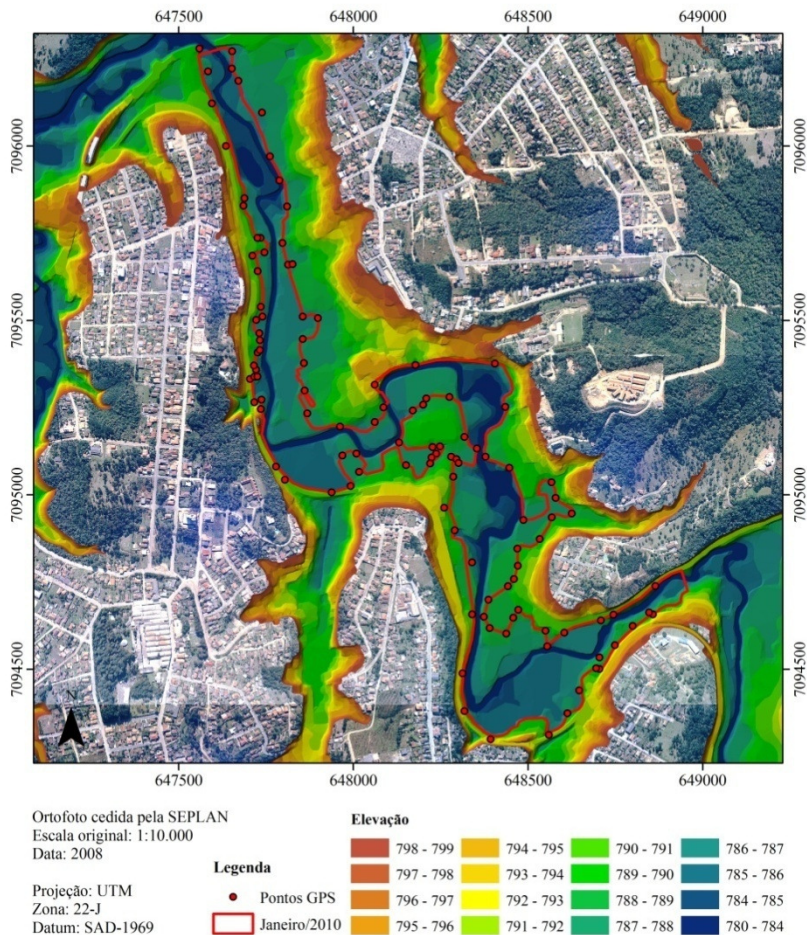 647500 648000 648500 649000
7096000 7096000
7095500 7095500
7095000 7095000
7094500 7094500
N
647500 648000 648500 649000
Ortofoto cedida pela SEPLAN
Escala original: 1:10.000
Data: 2008
Projeção: UTM
Zona: 22-J
Datum: SAD-1969
Legenda
Pontos GPS
Janeiro/2010
Elevação
798 - 799 794 - 795 790 - 791 786 - 787
797 - 798 793 - 794 789 - 790 785 - 786
796 - 797 792 - 793 788 - 789 784 - 785
795 - 796 791 - 792 787 - 788 780 - 784